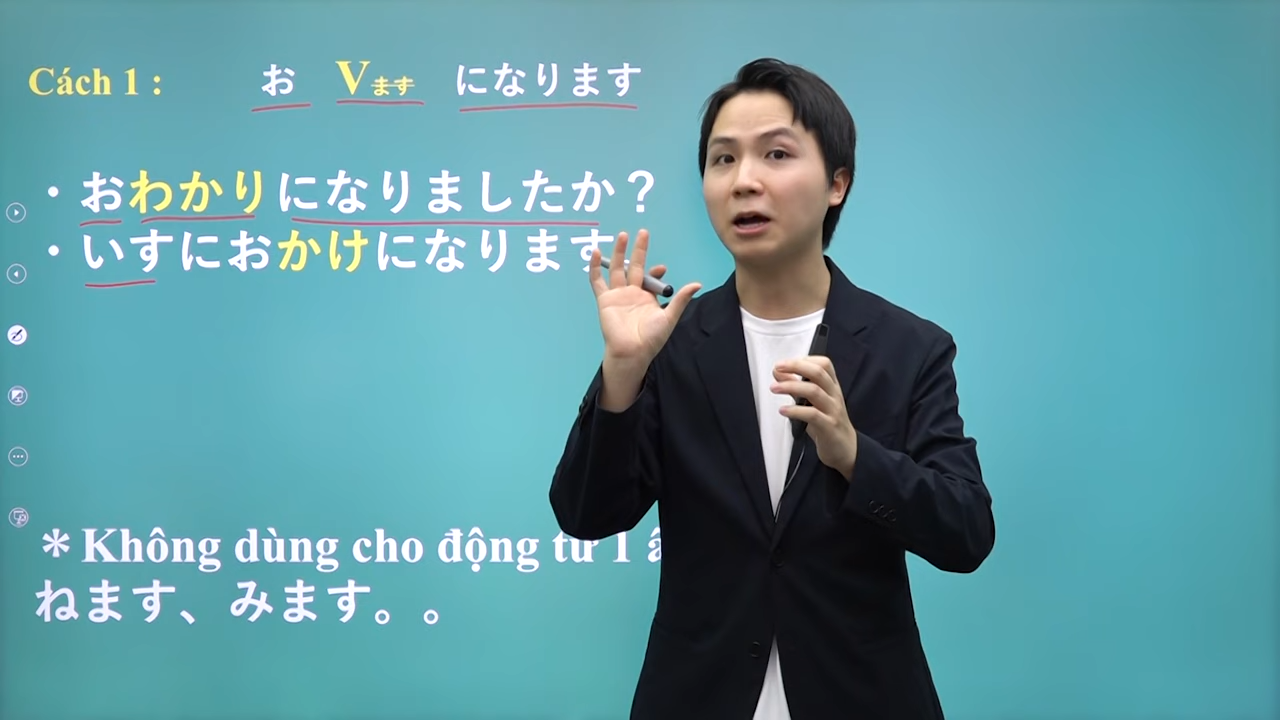 Cách 1 : お Vます になります
・おわかりになりましたか？
・いすにおかけになります
＊Không dùng cho động từ 1
ねます、みます。。